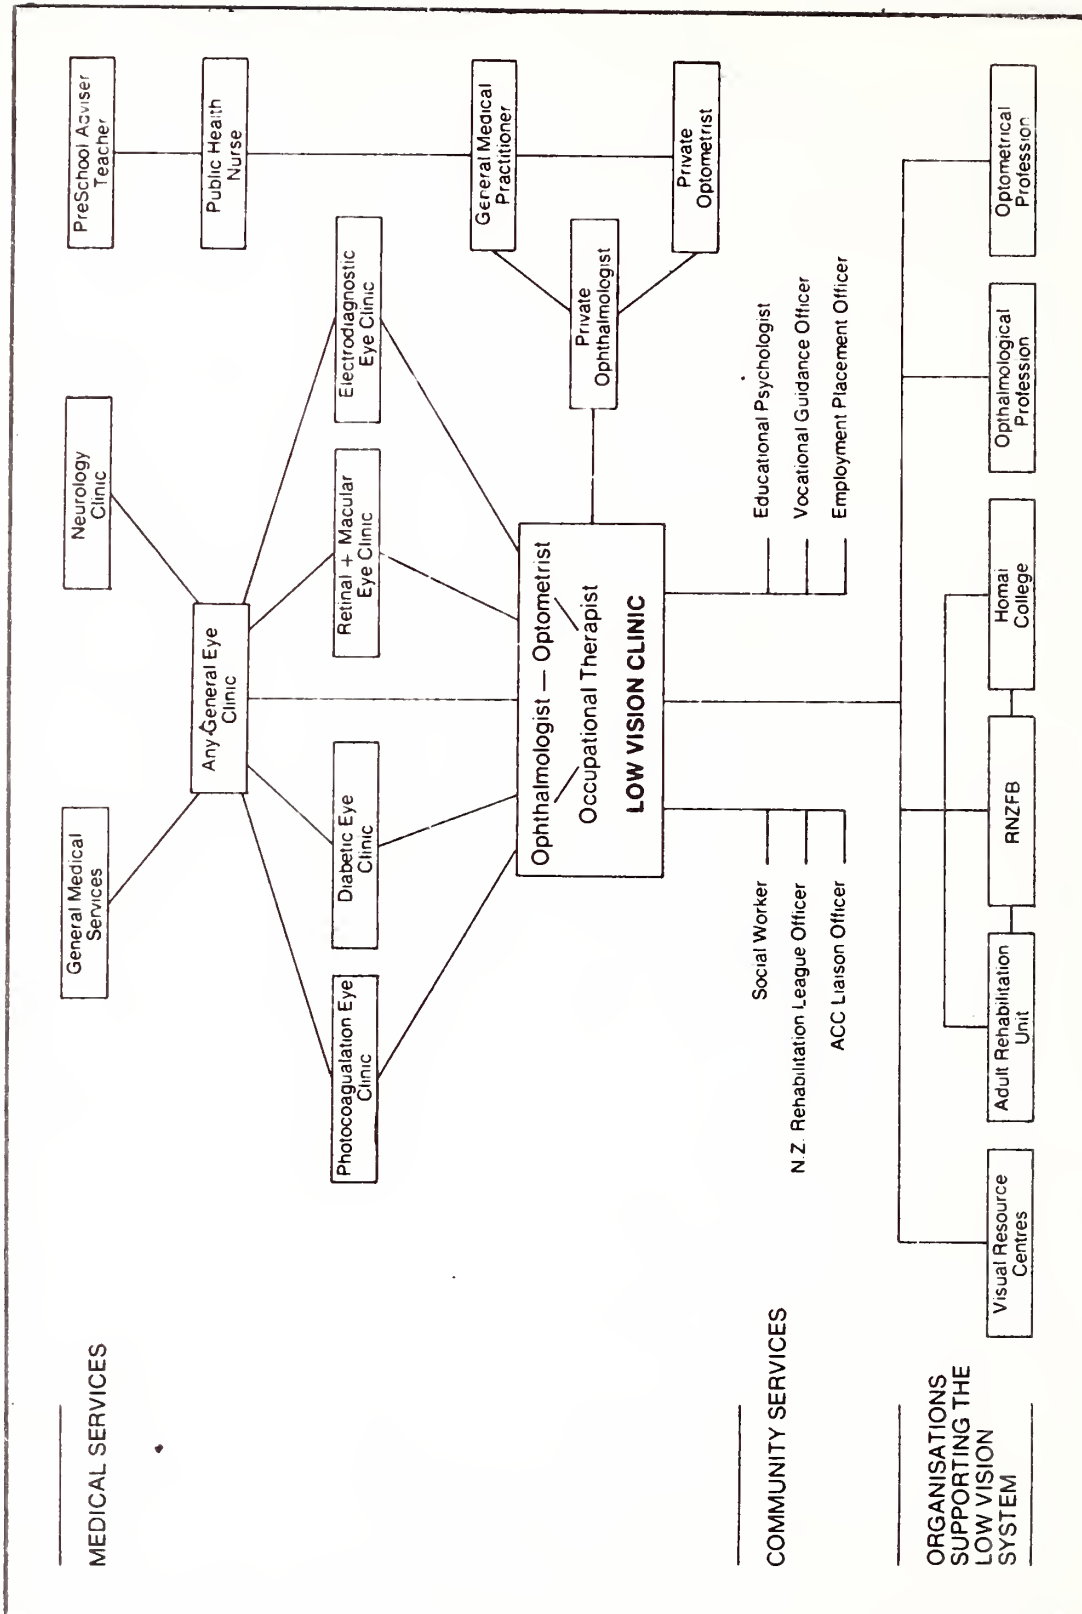 MEDICAL SERVICES
General Medical
Services
Neurology
Clinic
PreSchool Adviser
Teacher
Any General Eye
Clinic
Public Health
Nurse
Photocoagualation Eye
Clinic
Diabetic Eye
Clinic
Retinal + Macular
Eye Clinic
Electrodiagnostic
Eye Clinic
General Medical
Practitioner
Private
Ophthalmologist
Private
Optometrist
Ophthalmologist — Optometrist
Occupational Therapist
LOW VISION CLINIC
COMMUNITY SERVICES
Social Worker
N.Z. Rehabilitation League Officer
ACC Liaison Officer
Educational Psychologist
Vocational Guidance Officer
Employment Placement Officer
ORGANISATIONS
SUPPORTING THE
LOW VISION
SYSTEM
Visual Resource
Centres
Adult Rehabilitation
Unit
RNZFB
Homai
College
Opthalmological
Profession
Optometrical
Profession